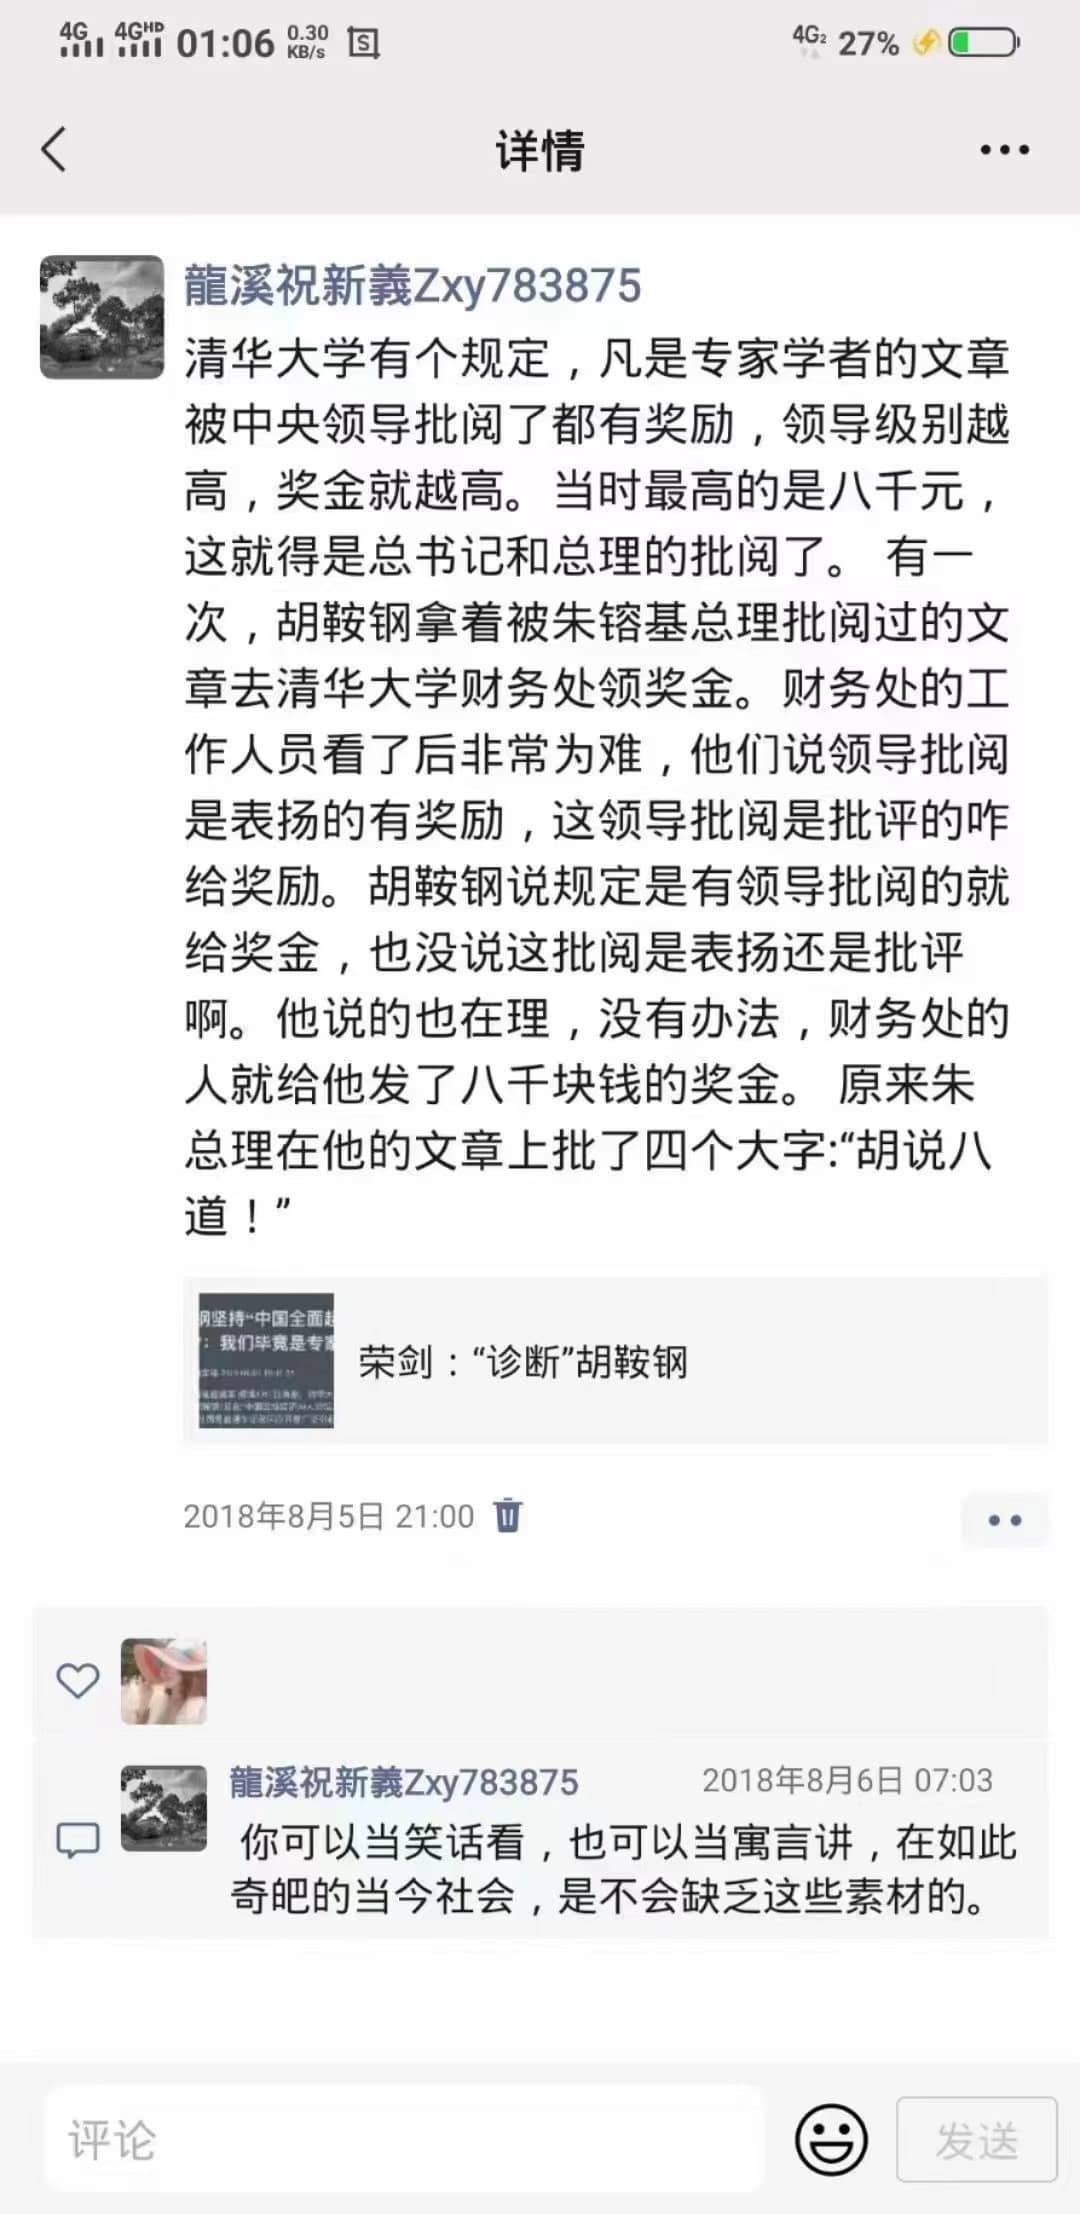 4G 4GHD 01:06 0.30 KB/s 4G2 27%
详情
龍溪祝新義Zxy783875
清华大学有个规定，凡是专家学者的文章
被中央领导批阅了都有奖励，领导级别越
高，奖金就越高。当时最高的是八千元，
这就得是总书记和总理的批阅了。 有一
次，胡鞍钢拿着被朱镕基总理批阅过的文
章去清华大学财务处领奖金。财务处的工
作人员看了后非常为难，他们说领导批阅
是表扬的有奖励，这领导批阅是批评的咋
给奖励。胡鞍钢说规定是有领导批阅的就
给奖金，也没说这批阅是表扬还是批评
啊。他说的也在理，没有办法，财务处的
人就给他发了八千块钱的奖金。 原来朱
总理在他的文章上批了四个大字:“胡说八
道！”
钢坚持“中国全面超
：我们毕竟是专家
荣剑：“诊断”胡鞍钢
2018年8月5日 21:00
龍溪祝新義Zxy783875 2018年8月6日 07:03
你可以当笑话看，也可以当寓言讲，在如此
奇吧的当今社会，是不会缺乏这些素材的。
评论 发送